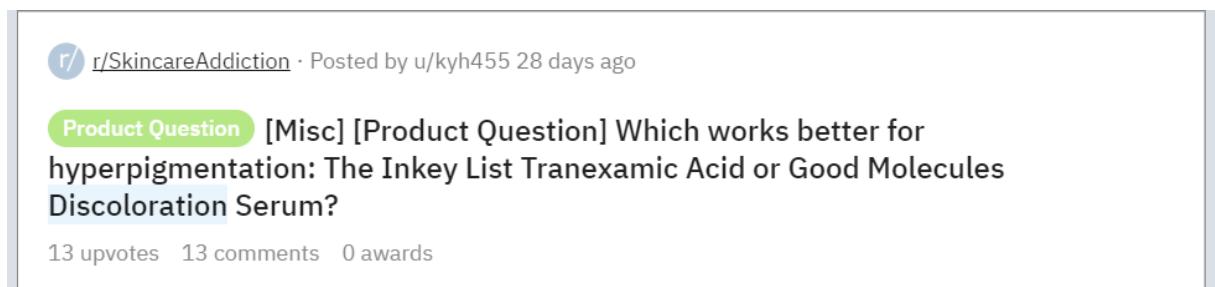 r/ r/SkincareAddiction · Posted by u/kyh455 28 days ago
Product Question [Misc] [Product Question] Which works better for
hyperpigmentation: The Inkey List Tranexamic Acid or Good Molecules
Discoloration Serum?
13 upvotes 13 comments 0 awards